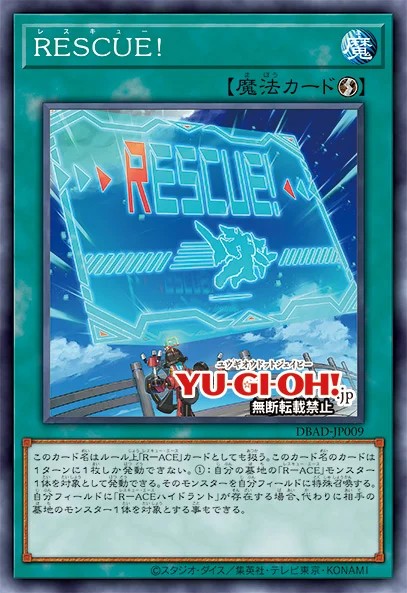 レスキュー
RESCUE!
魔
【魔法カード】
RESCUE!
ユウギオウドットジェイピー
YU-GI-OH!.jp
無断転載禁止
DBAD-JP009
このカード名はルール上「R-ACE」カードとしても扱う。このカード名のカードは
1ターンに1枚しか発動できない。①：自分の墓地の「R-ACE」モンスター
1体を対象として発動できる。そのモンスターを自分フィールドに特殊召喚する。
自分フィールドに「R-ACEハイドラント」が存在する場合、代わりに相手の
墓地のモンスター1体を対象とする事もできる。
©スタジオ・ダイス／集英社・テレビ東京・KONAMI